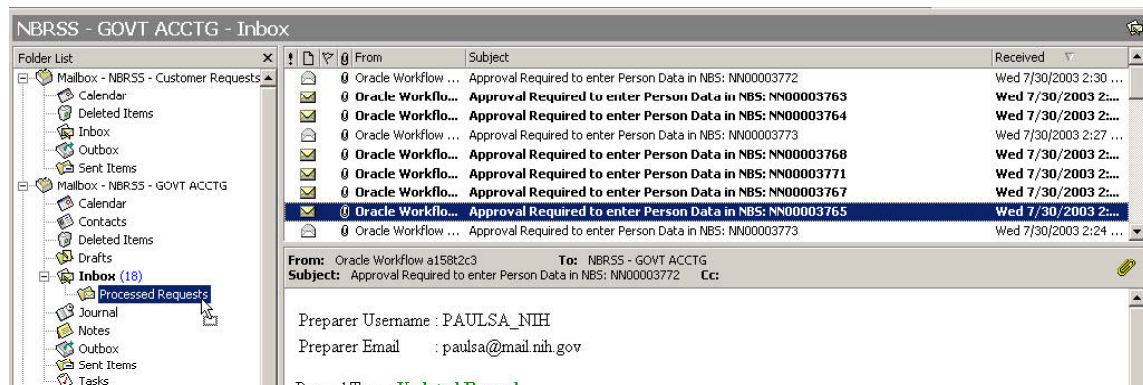 NBRSS - GOVT ACCTG - Inbox
Folder List x
Mailbox - NBRSS - Customer Requests
Calendar
Deleted Items
Inbox
Outbox
Sent Items
Mailbox - NBRSS - GOVT ACCTG
Calendar
Contacts
Deleted Items
Drafts
Inbox (18)
Processed Requests
Journal
Notes
Outbox
Sent Items
Tasks
! From Subject Received
Oracle Workflow ... Approval Required to enter Person Data in NBS: NN00003772 Wed 7/30/2003 2:30 ...
Oracle Workflo... Approval Required to enter Person Data in NBS: NN00003763 Wed 7/30/2003 2:...
Oracle Workflo... Approval Required to enter Person Data in NBS: NN00003764 Wed 7/30/2003 2:...
Oracle Workflow ... Approval Required to enter Person Data in NBS: NN00003773 Wed 7/30/2003 2:27 ...
Oracle Workflo... Approval Required to enter Person Data in NBS: NN00003768 Wed 7/30/2003 2:...
Oracle Workflo... Approval Required to enter Person Data in NBS: NN00003771 Wed 7/30/2003 2:...
Oracle Workflo... Approval Required to enter Person Data in NBS: NN00003767 Wed 7/30/2003 2:...
Oracle Workflo... Approval Required to enter Person Data in NBS: NN00003765 Wed 7/30/2003 2:...
Oracle Workflow ... Approval Required to enter Person Data in NBS: NN00003773 Wed 7/30/2003 2:24 ...
From: Oracle Workflow a158t2c3 To: NBRSS - GOVT ACCTG
Subject: Approval Required to enter Person Data in NBS: NN00003772 Cc:
Preparer Username : PAULSA_NIH
Preparer Email : paulsa@mail.nih.gov